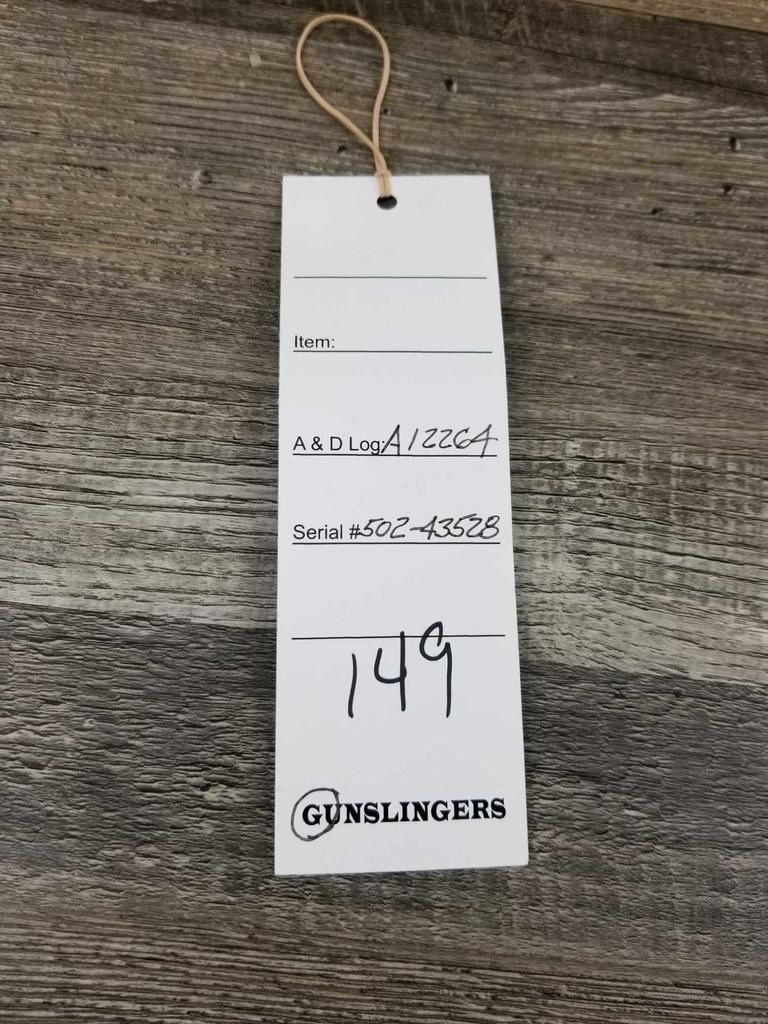 Item:
A & D Log: A12264
Serial #502-43528
149
GUNSLINGERS